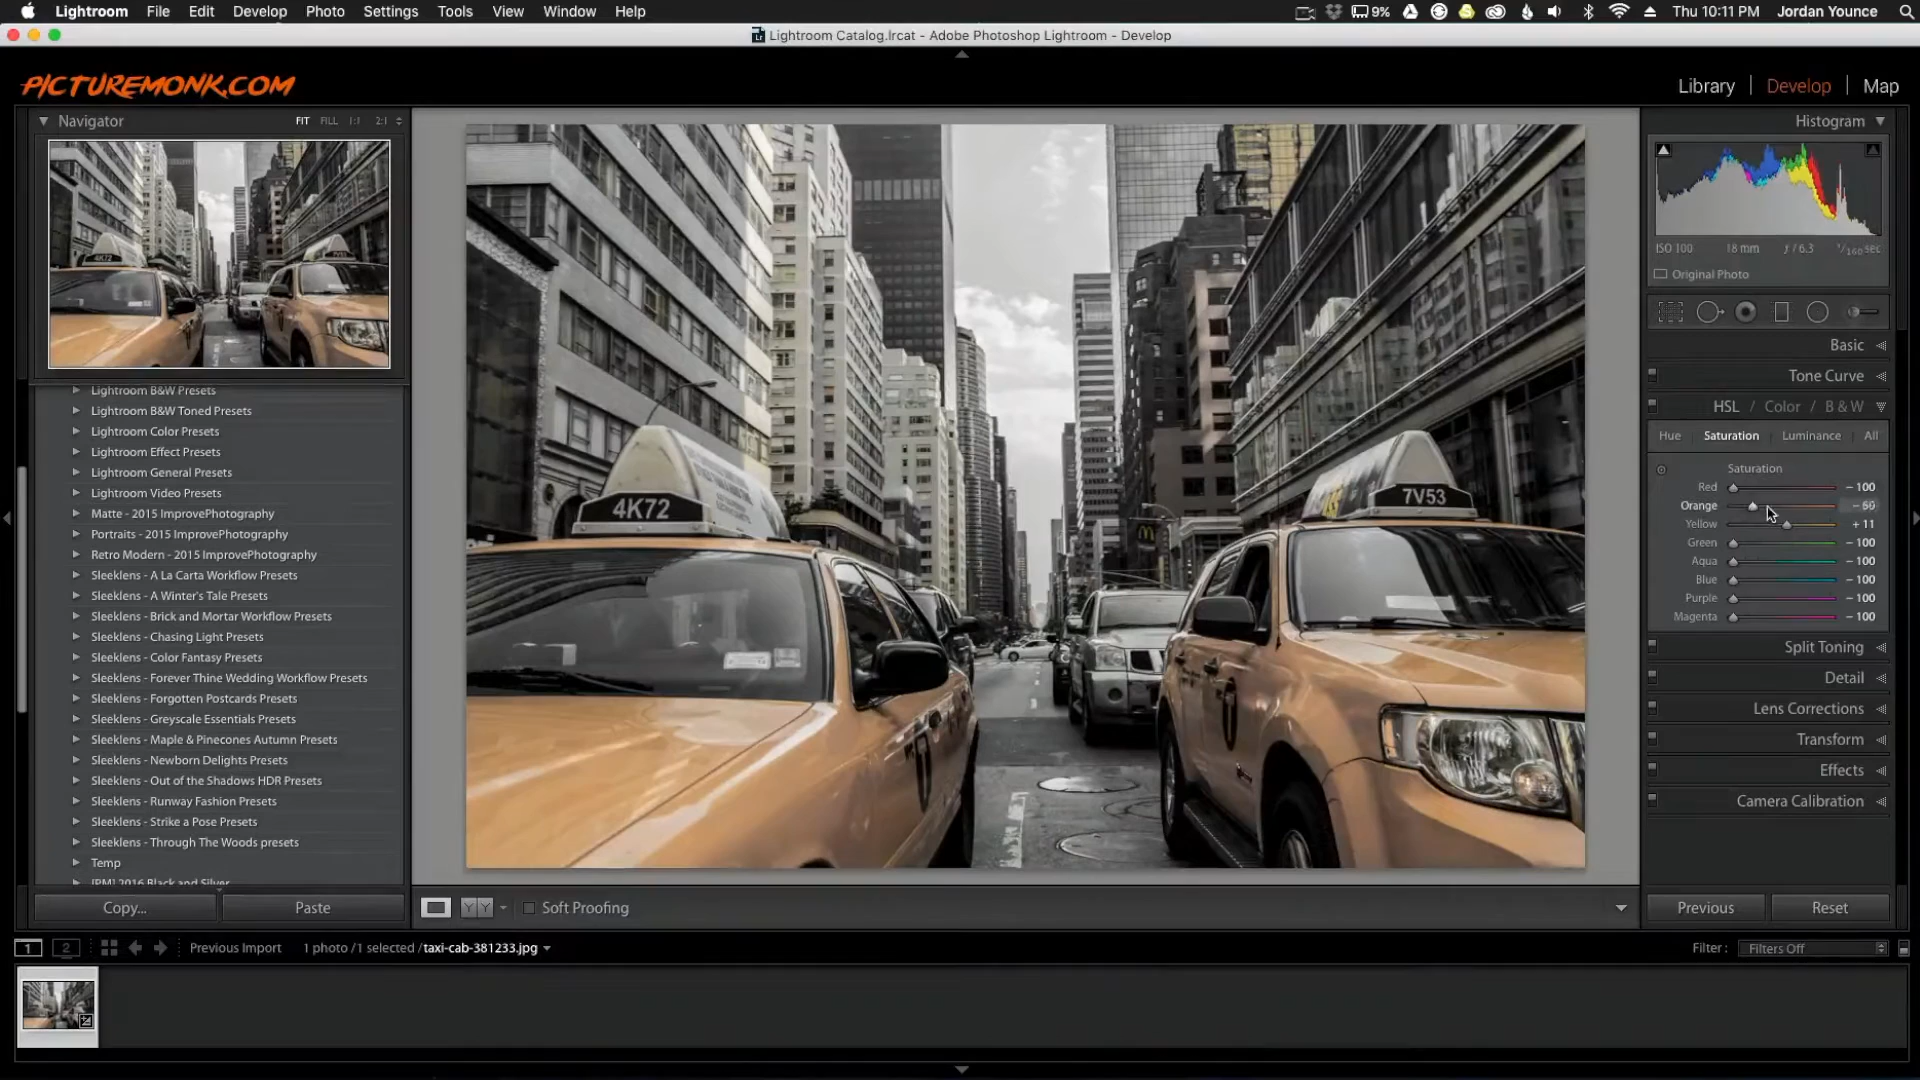 Lightroom File Edit Develop Photo Settings Tools View Window Help 9% Thu 10:11 PM Jordan Younce
Lightroom Catalog.lrcat - Adobe Photoshop Lightroom - Develop
PICTUREMONK.COM
Library | Develop | Map
Navigator FIT FILL 1:1 2:1
Histogram
ISO 100 18 mm f / 6.3 1/160 sec
Original Photo
Basic
Tone Curve
HSL / Color / B & W
Hue Saturation Luminance All
Saturation
Red - 100
Orange
Yellow + 11
Green - 100
Aqua - 100
Blue - 100
Purple - 100
Magenta - 100
Split Toning
Detail
Lens Corrections
Transform
Effects
Camera Calibration
Previous Reset
Lightroom B&W Presets
Lightroom B&W Toned Presets
Lightroom Color Presets
Lightroom Effect Presets
Lightroom General Presets
Lightroom Video Presets
Matte - 2015 ImprovePhotography
Portraits - 2015 ImprovePhotography
Retro Modern - 2015 ImprovePhotography
Sleeklens - A La Carta Workflow Presets
Sleeklens - A Winter's Tale Presets
Sleeklens - Brick and Mortar Workflow Presets
Sleeklens - Chasing Light Presets
Sleeklens - Color Fantasy Presets
Sleeklens - Forever Thine Wedding Workflow Presets
Sleeklens - Forgotten Postcards Presets
Sleeklens - Greyscale Essentials Presets
Sleeklens - Maple & Pinecones Autumn Presets
Sleeklens - Newborn Delights Presets
Sleeklens - Out of the Shadows HDR Presets
Sleeklens - Runway Fashion Presets
Sleeklens - Strike a Pose Presets
Sleeklens - Through The Woods presets
Temp
[PM] 2016 Black and Silver
Copy... Paste
4K72
7V53
Soft Proofing
1 2 Previous Import 1 photo / 1 selected / taxi-cab-381233.jpg Filter : Filters Off